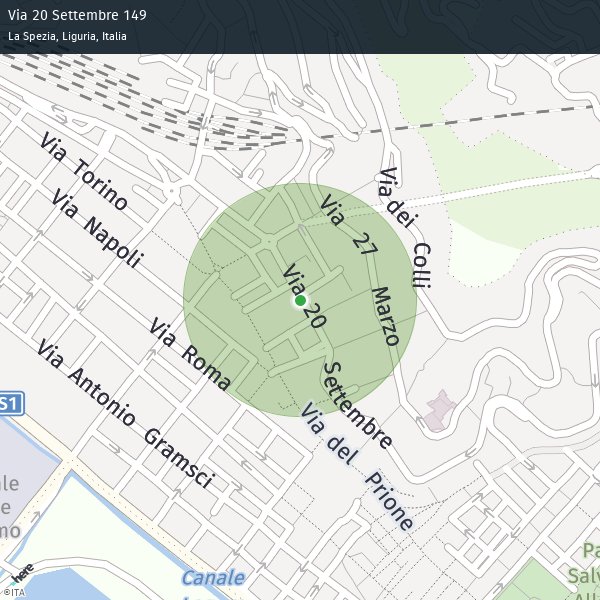 Via 20 Settembre 149
La Spezia, Liguria, Italia
Via Torino
Via Napoli
Via 27 Marzo
Via dei Colli
Via 20 Settembre
Via Roma
Via Antonio Gramsci
Via del Prione
S1
Canale
here
©ITA